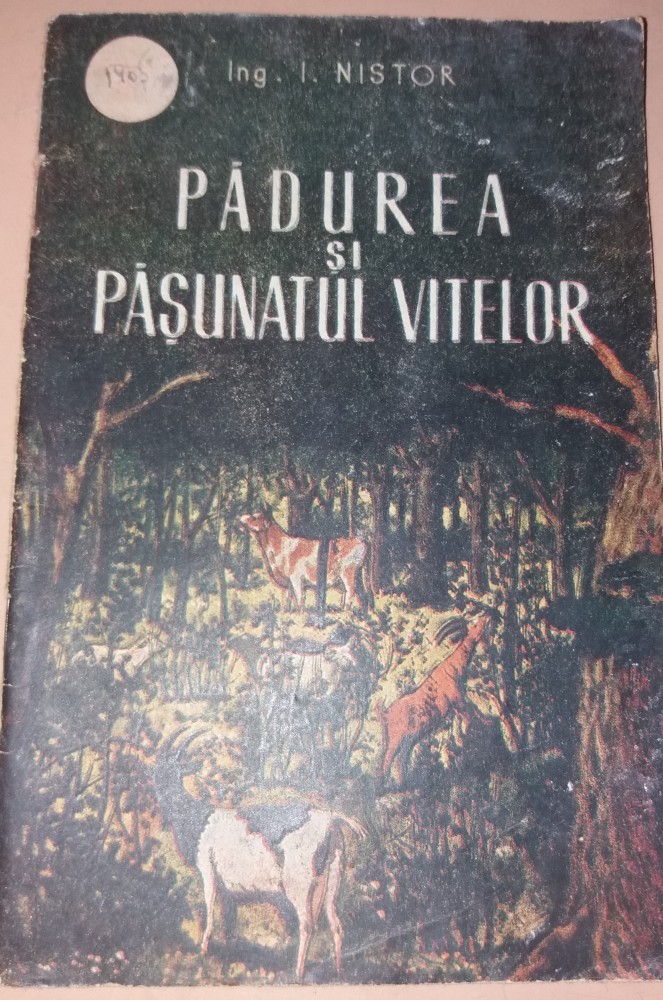 1905
Ing. I. NISTOR
PĂDUREA
ȘI
PĂȘUNATUL VITELOR